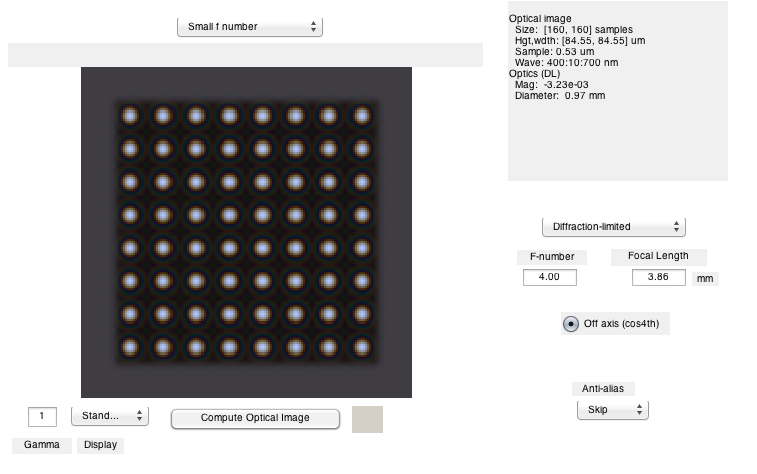 Small f number
Optical image
Size: [160, 160] samples
Hgt,wdth: [84.55, 84.55] um
Sample: 0.53 um
Wave: 400:10:700 nm
Optics (DL)
Mag: -3.23e-03
Diameter: 0.97 mm
Diffraction-limited
F-number Focal Length
4.00 3.86 mm
Off axis (cos4th)
Anti-alias
Skip
1 Stand... Compute Optical Image
Gamma Display